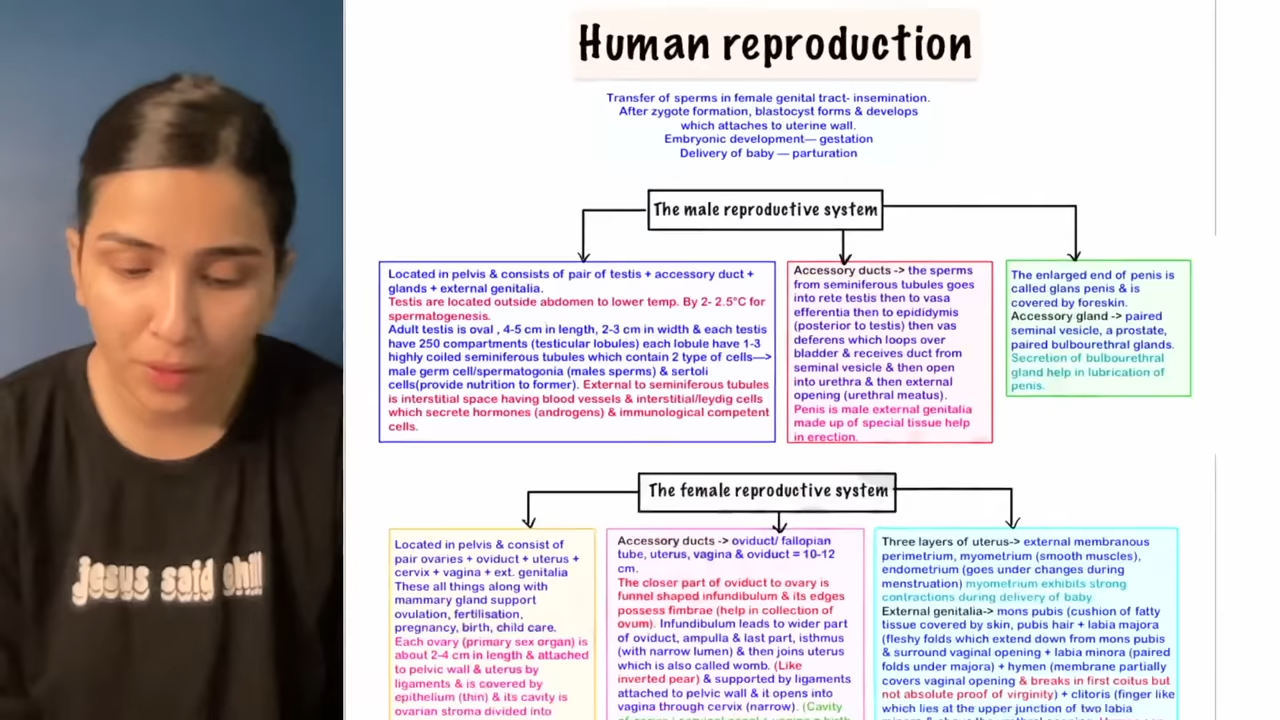 Human reproduction
Transfer of sperms in female genital tract- insemination.
After zygote formation, blastocyst forms & develops
which attaches to uterine wall.
Embryonic development— gestation
Delivery of baby — parturation
The male reproductive system
Located in pelvis & consists of pair of testis + accessory duct +
glands + external genitalia.
Testis are located outside abdomen to lower temp. By 2- 2.5°C for
spermatogenesis.
Adult testis is oval , 4-5 cm in length, 2-3 cm in width & each testis
have 250 compartments (testicular lobules) each lobule have 1-3
highly coiled seminiferous tubules which contain 2 type of cells—>
male germ cell/spermatogonia (males sperms) & sertoli
cells(provide nutrition to former). External to seminiferous tubules
is interstitial space having blood vessels & interstitial/leydig cells
which secrete hormones (androgens) & immunological competent
cells.
Accessory ducts -> the sperms
from seminiferous tubules goes
into rete testis then to vasa
efferentia then to epididymis
(posterior to testis) then vas
deferens which loops over
bladder & receives duct from
seminal vesicle & then open
into urethra & then external
opening (urethral meatus).
Penis is male external genitalia
made up of special tissue help
in erection.
The enlarged end of penis is
called glans penis & is
covered by foreskin.
Accessory gland -> paired
seminal vesicle, a prostate,
paired bulbourethral glands.
Secretion of bulbourethral
gland help in lubrication of
penis.
The female reproductive system
Located in pelvis & consist of
pair ovaries + oviduct + uterus +
cervix + vagina + ext. genitalia
These all things along with
mammary gland support
ovulation, fertilisation,
pregnancy, birth, child care.
Each ovary (primary sex organ) is
about 2-4 cm in length & attached
to pelvic wall & uterus by
ligaments & is covered by
epithelium (thin) & its cavity is
ovarian stroma divided into
Accessory ducts -> oviduct/ fallopian
tube, uterus, vagina & oviduct = 10-12
cm.
The closer part of oviduct to ovary is
funnel shaped infundibulum & its edges
possess fimbrae (help in collection of
ovum). Infundibulum leads to wider part
of oviduct, ampulla & last part, isthmus
(with narrow lumen) & then joins uterus
which is also called womb. (Like
inverted pear) & supported by ligaments
attached to pelvic wall & it opens into
vagina through cervix (narrow). (Cavity
Three layers of uterus-> external membranous
perimetrium, myometrium (smooth muscles),
endometrium (goes under changes during
menstruation) myometrium exhibits strong
contractions during delivery of baby
External genitalia-> mons pubis (cushion of fatty
tissue covered by skin, pubis hair + labia majora
(fleshy folds which extend down from mons pubis
& surround vaginal opening + labia minora (paired
folds under majora) + hymen (membrane partially
covers vaginal opening & breaks in first coitus but
not absolute proof of virginity) + clitoris (finger like
which lies at the upper junction of two labia
jesus said chill